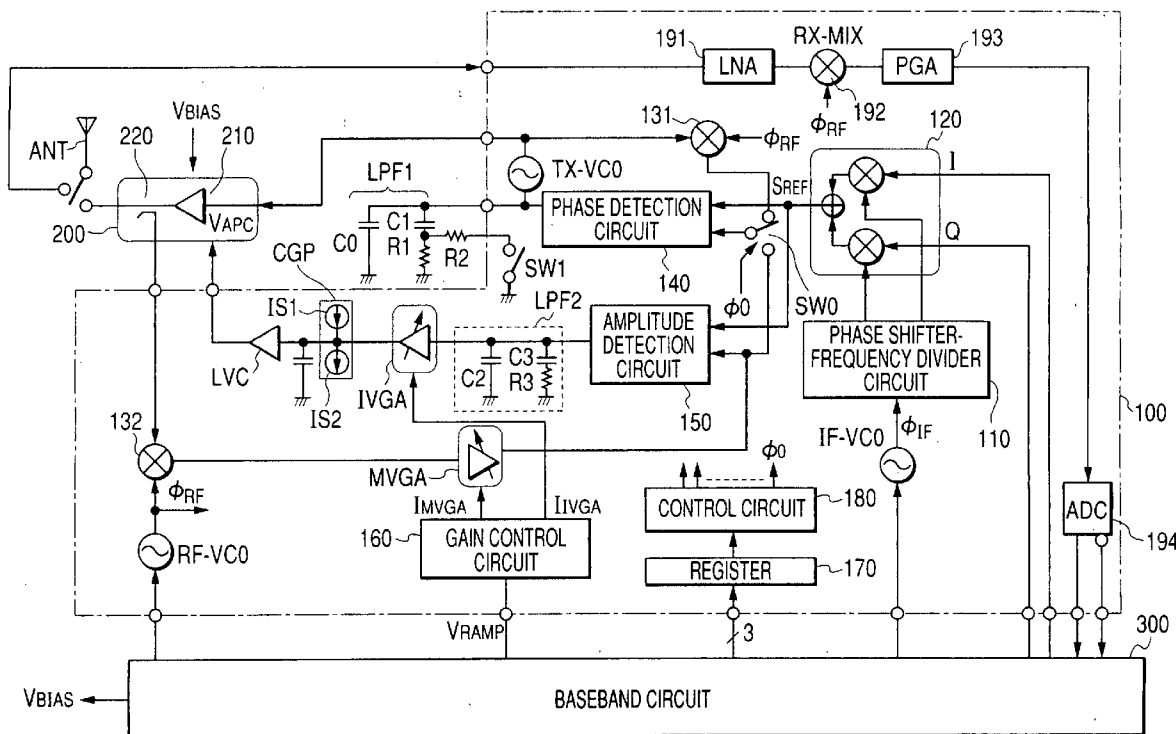 191
RX-MIX
193
LNA
PGA
192
ΦRF
131
ΦRF
120
VBIAS
220
210
ANT
LPF1
TX-VC0
SREF
I
Q
VAPC
200
C0
C1
R1
R2
SW1
PHASE DETECTION
CIRCUIT
140
Φ0
SW0
CGP
IS1
LPF2
LVC
IS2
IVGA
C2
C3
R3
AMPLITUDE
DETECTION
CIRCUIT
150
PHASE SHIFTER-
FREQUENCY DIVIDER
CIRCUIT
110
100
132
MVGA
IF-VC0
ΦIF
ΦRF
IMVGA
IIVGA
Φ0
180
CONTROL CIRCUIT
ADC
194
RF-VC0
160
GAIN CONTROL
CIRCUIT
REGISTER
170
VRAMP
3
300
VBIAS
BASEBAND CIRCUIT